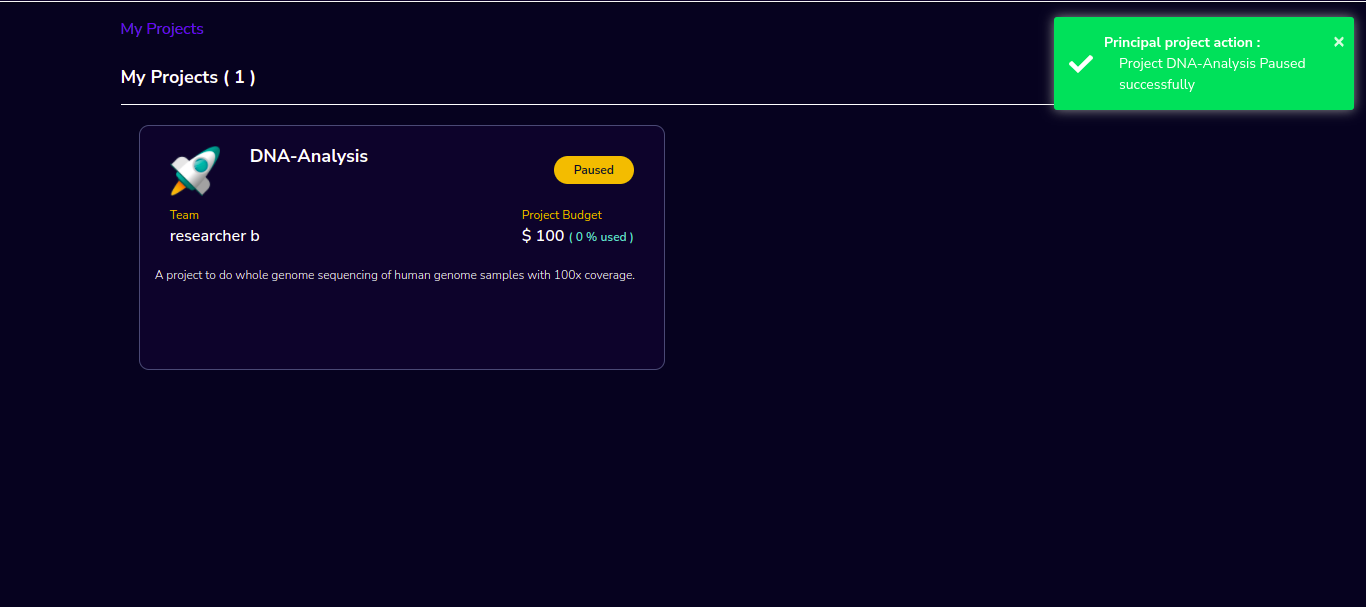 My Projects
Principal project action :
Project DNA-Analysis Paused
successfully
×
My Projects ( 1 )
DNA-Analysis
Paused
Team
Project Budget
researcher b
$ 100 ( 0 % used )
A project to do whole genome sequencing of human genome samples with 100x coverage.